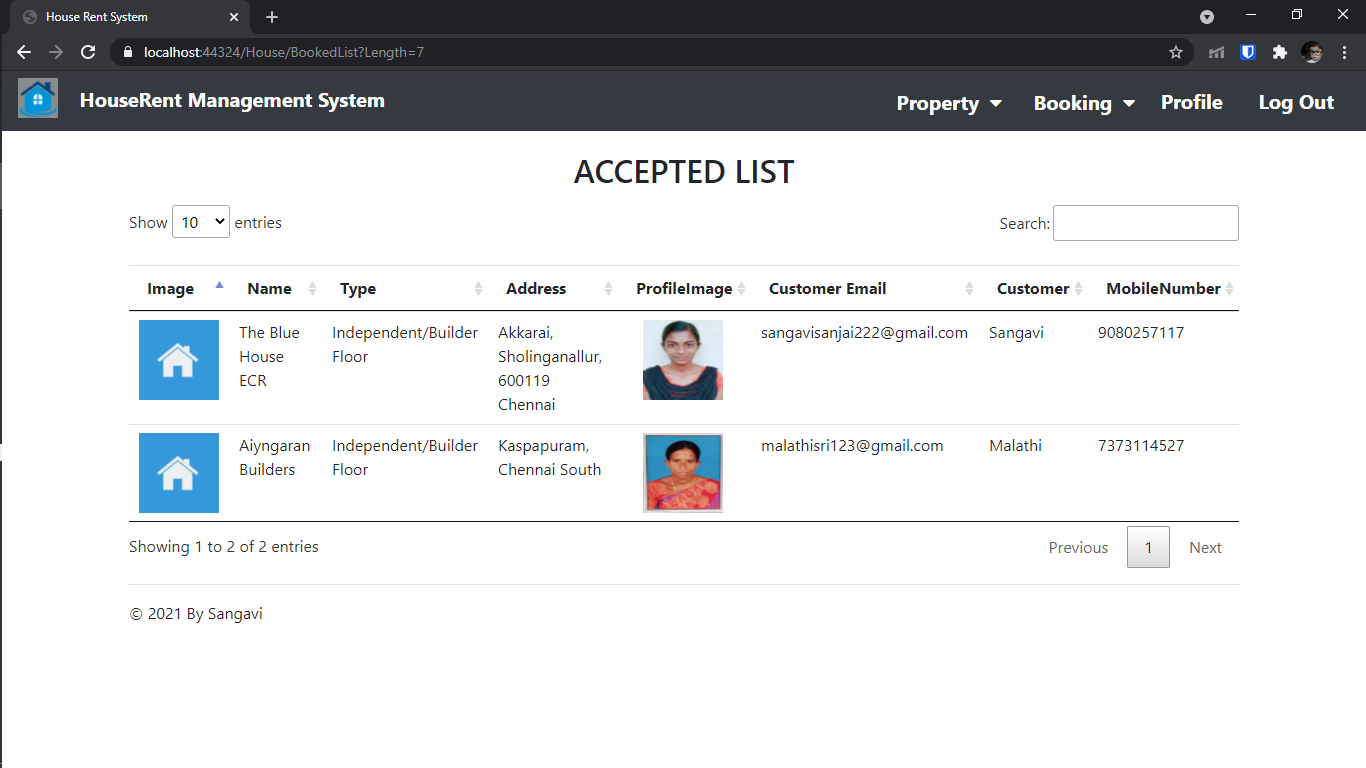 House Rent System
localhost:44324/House/BookedList?Length=7
HouseRent Management System
Property
Booking
Profile
Log Out
ACCEPTED LIST
Show 10 entries
Search:
Image Name Type Address ProfileImage Customer Email Customer MobileNumber
The Blue Independent/Builder Akkarai, sangavisanjai222@gmail.com Sangavi 9080257117
House Floor Sholinganallur,
ECR 600119
Chennai
Aiyngaran Independent/Builder Kaspapuram, malathisri123@gmail.com Malathi 7373114527
Builders Floor Chennai South
Showing 1 to 2 of 2 entries
Previous 1 Next
© 2021 By Sangavi